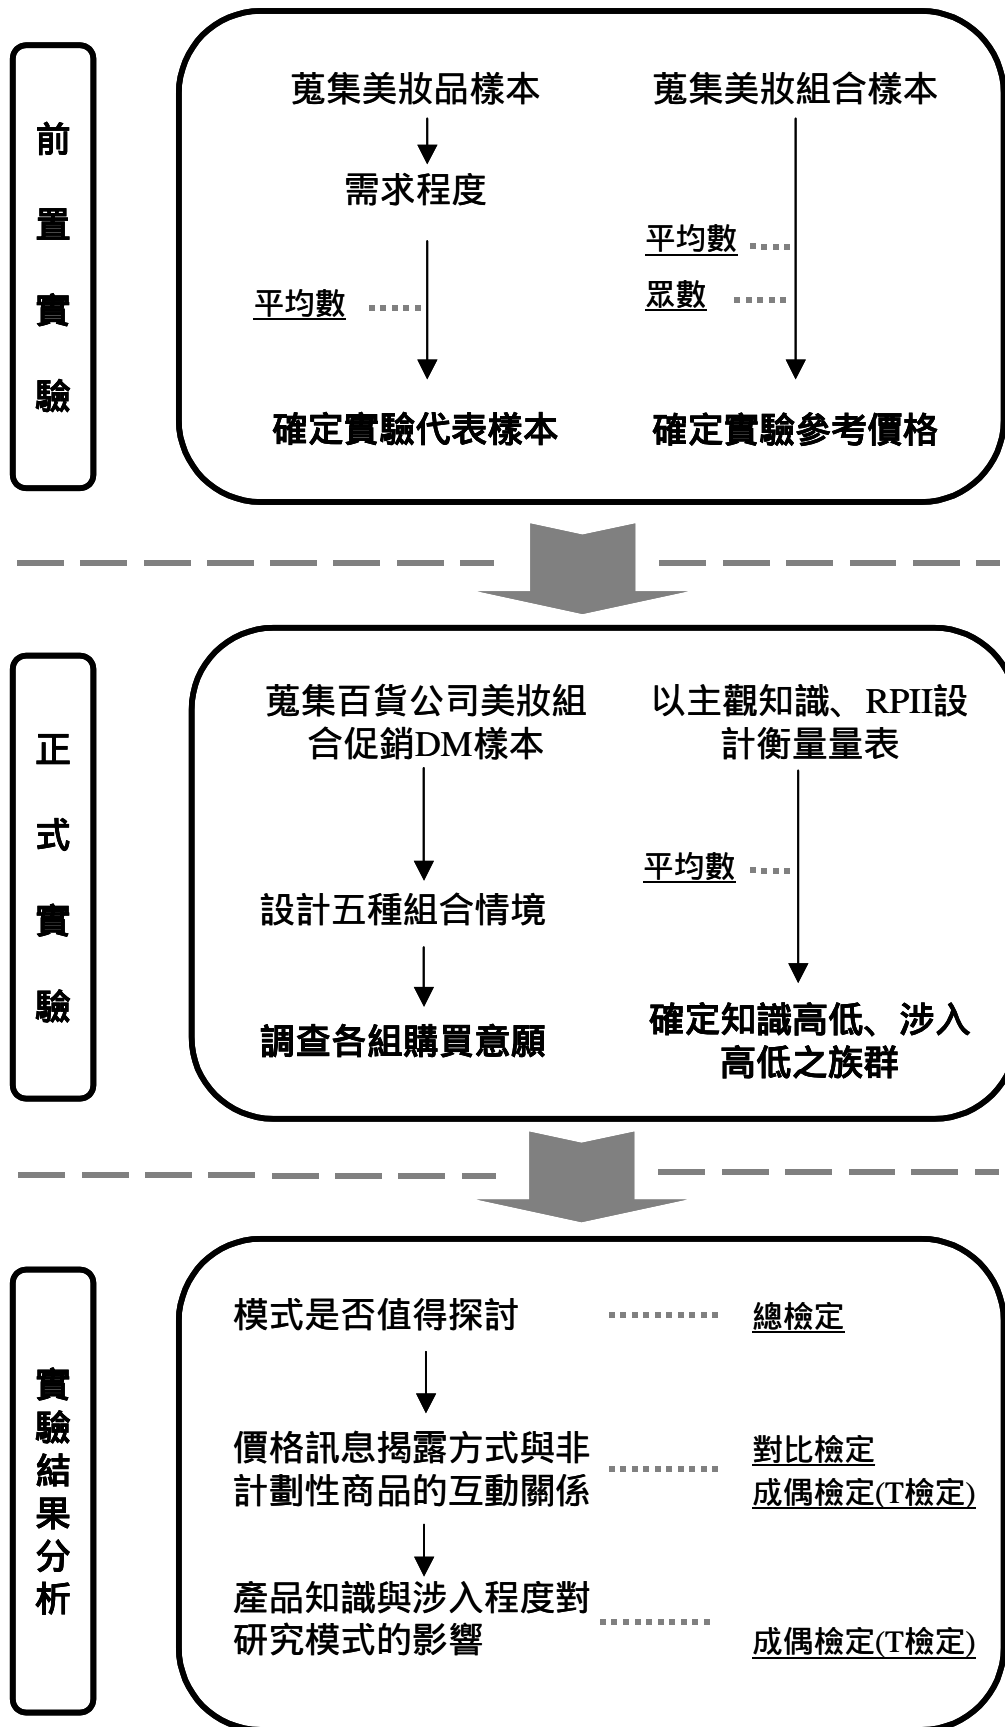 前置實驗
蒐集美妝品樣本
需求程度
平均數
確定實驗代表樣本
蒐集美妝組合樣本
平均數
眾數
確定實驗參考價格
正式實驗
蒐集百貨公司美妝組
合促銷DM樣本
設計五種組合情境
調查各組購買意願
以主觀知識、RPII設
計衡量量表
平均數
確定知識高低、涉入
高低之族群
實驗結果分析
模式是否值得探討
總檢定
價格訊息揭露方式與非
計劃性商品的互動關係
對比檢定
成偶檢定(T檢定)
產品知識與涉入程度對
研究模式的影響
成偶檢定(T檢定)